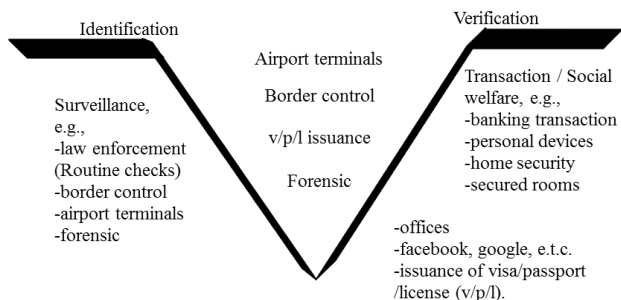 Identification
Verification
Surveillance,
e.g.,
-law enforcement
(Routine checks)
-border control
-airport terminals
-forensic
Airport terminals
Border control
v/p/l issuance
Forensic
Transaction / Social
welfare, e.g.,
-banking transaction
-personal devices
-home security
-secured rooms
-offices
-facebook, google, e.t.c.
-issuance of visa/passport
/license (v/p/l).